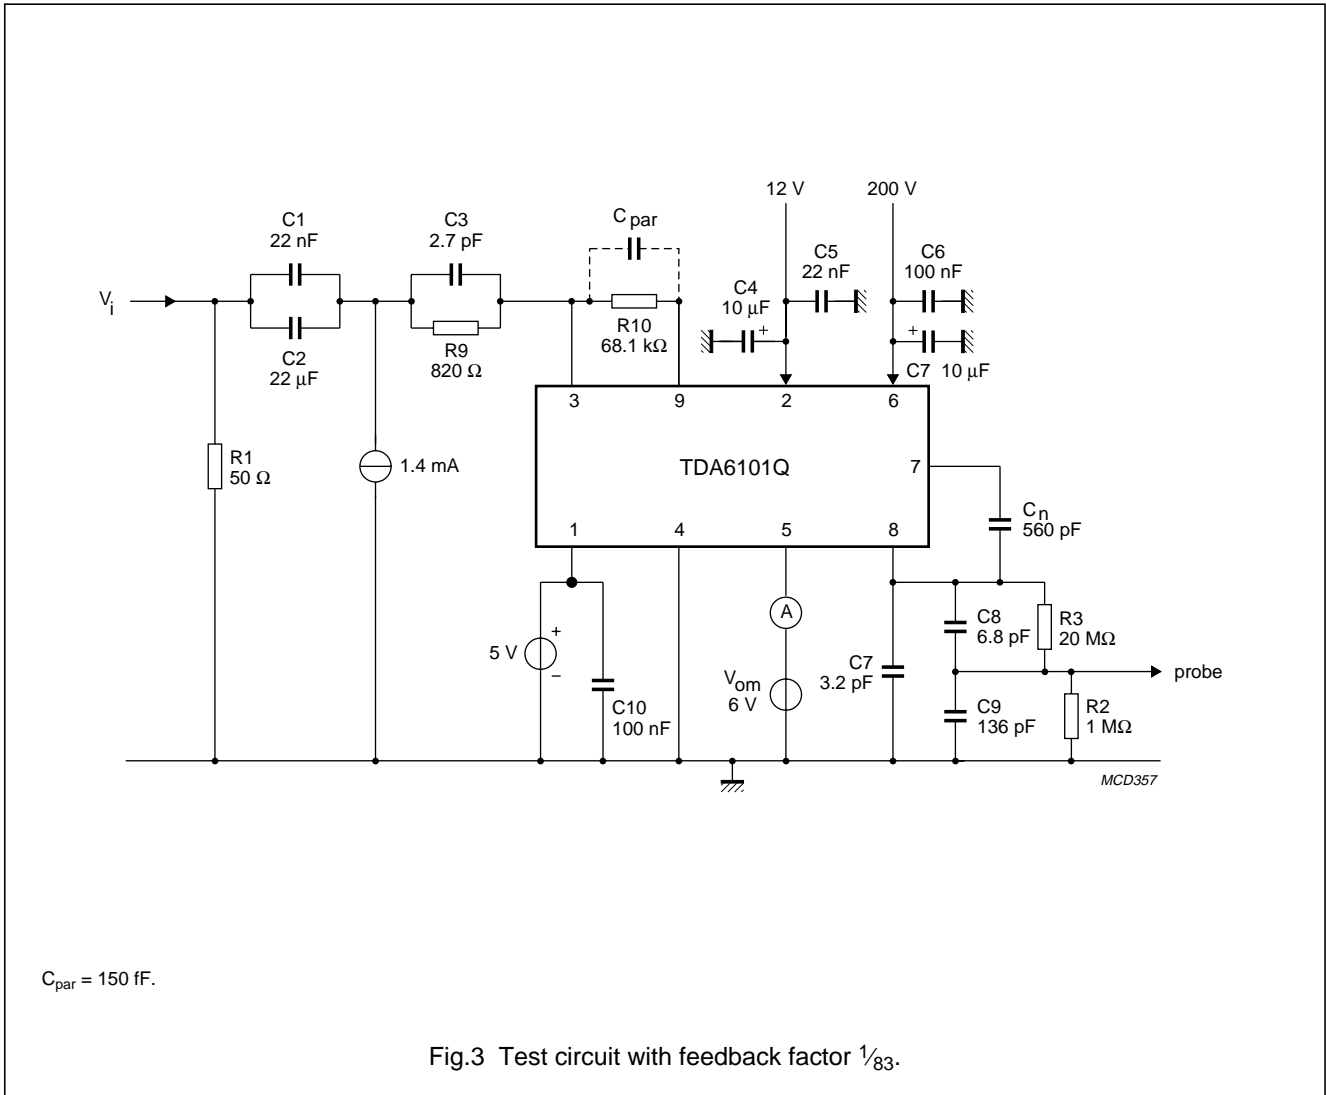 12 V
200 V
C1
22 nF
C3
2.7 pF
C par
C5
22 nF
C6
100 nF
C4
10 μF
+
Vi
R10
68.1 kΩ
C2
22 μF
R9
820 Ω
+
C7 10 μF
3
9
2
6
R1
50 Ω
1.4 mA
TDA6101Q
7
Cn
560 pF
1
4
5
8
A
C8
6.8 pF
R3
20 MΩ
5 V
+
−
C7
3.2 pF
probe
Vom
6 V
C10
100 nF
C9
136 pF
R2
1 MΩ
MCD357
Cpar = 150 fF.
Fig.3 Test circuit with feedback factor 1⁄83.